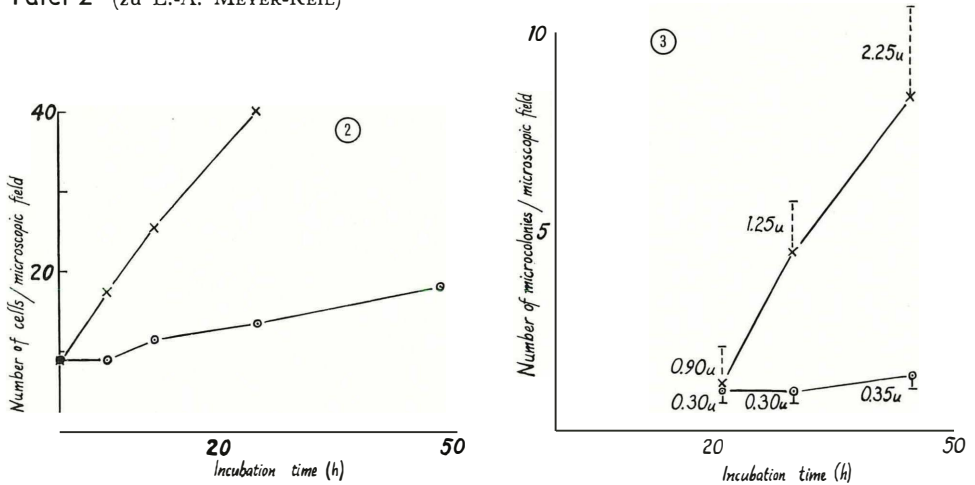 Tafel 2 (zu L.-A. MEYER-REIL)
2
40
20
Number of cells / microscopic field
20
50
Incubation time (h)
3
10
5
Number of microcolonies / microscopic field
2.25u
1.25u
0.90u
0.30u
0.30u
0.35u
20
50
Incubation time (h)